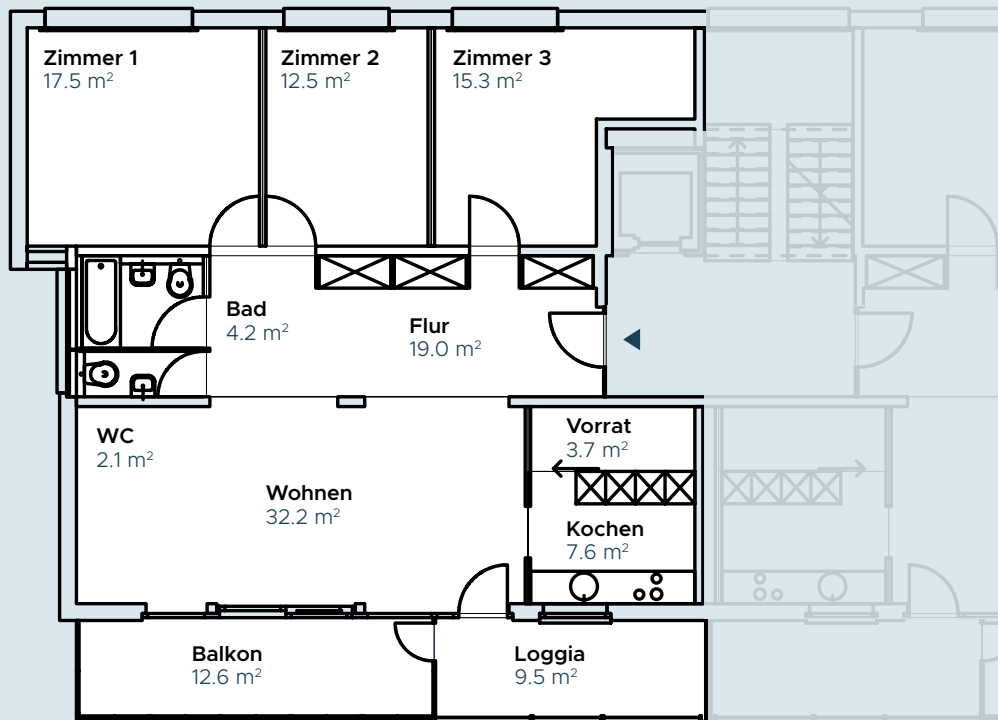 Zimmer 1
17.5 m²
Zimmer 2
12.5 m²
Zimmer 3
15.3 m²
Bad
4.2 m²
Flur
19.0 m²
WC
2.1 m²
Vorrat
3.7 m²
Wohnen
32.2 m²
Kochen
7.6 m²
Balkon
12.6 m²
Loggia
9.5 m²